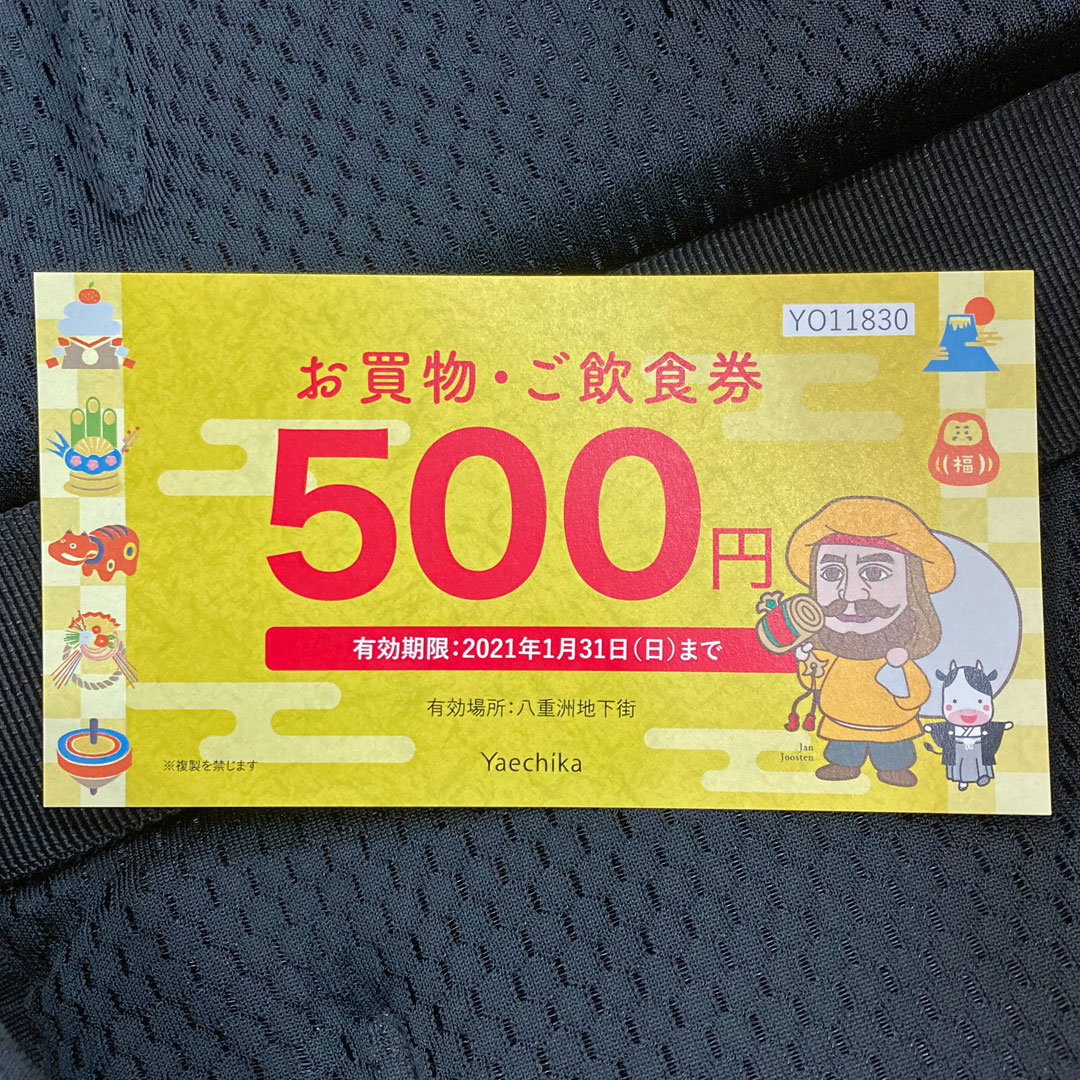 YO11830
お買物・ご飲食券
500円
福
有効期限：2021年1月31日（日）まで
有効場所：八重洲地下街
Jan
Joosten
※複製を禁じます
Yaechika